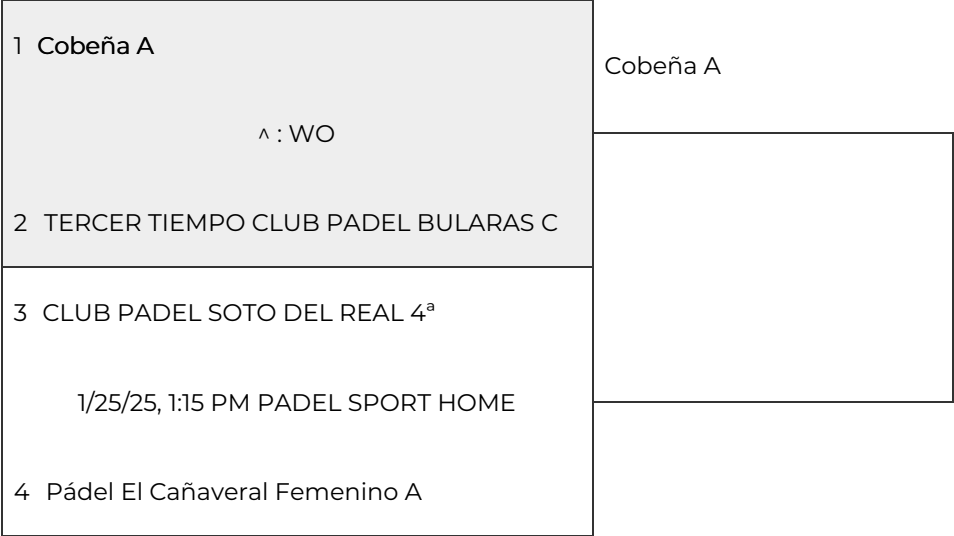 1 Cobeña A
Cobeña A
^ : WO
2 TERCER TIEMPO CLUB PADEL BULARAS C
3 CLUB PADEL SOTO DEL REAL 4ª
1/25/25, 1:15 PM PADEL SPORT HOME
4 Pádel El Cañaveral Femenino A